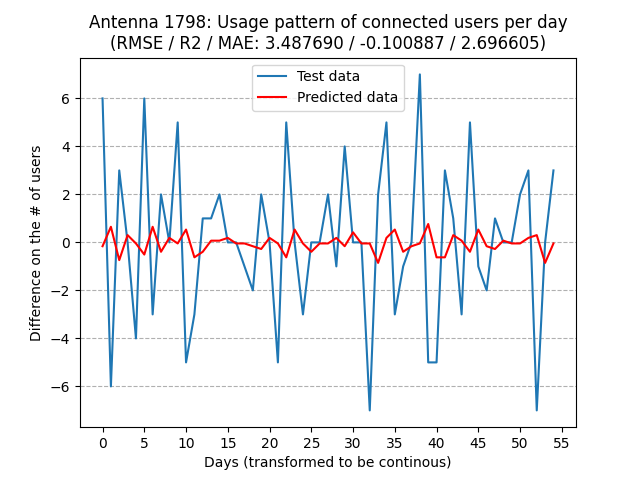 Antenna 1798: Usage pattern of connected users per day
(RMSE / R2 / MAE: 3.487690 / -0.100887 / 2.696605)
Test data
Predicted data
Difference on the # of users
6
4
2
0
−2
−4
−6
0 5 10 15 20 25 30 35 40 45 50 55
Days (transformed to be continous)